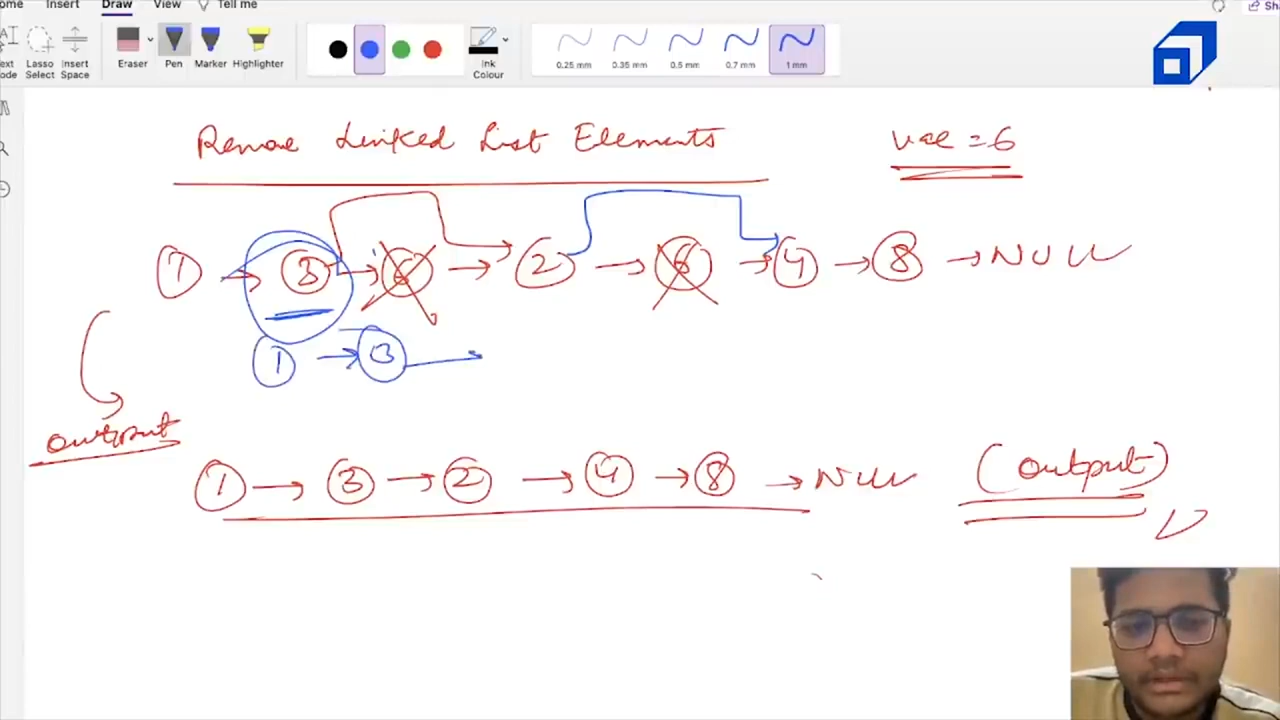 ome Insert Draw View Tell me Sha
Text Mode Lasso Select Insert Space Eraser Pen Marker Highlighter Ink Colour 0.25 mm 0.35 mm 0.5 mm 0.7 mm 1 mm
Remove Linked List Elements val = 6
1 → 3 → 6 → 2 → 6 → 4 → 8 → NULL
1 → 3 →
output
1 → 3 → 2 → 4 → 8 → NULL (output)